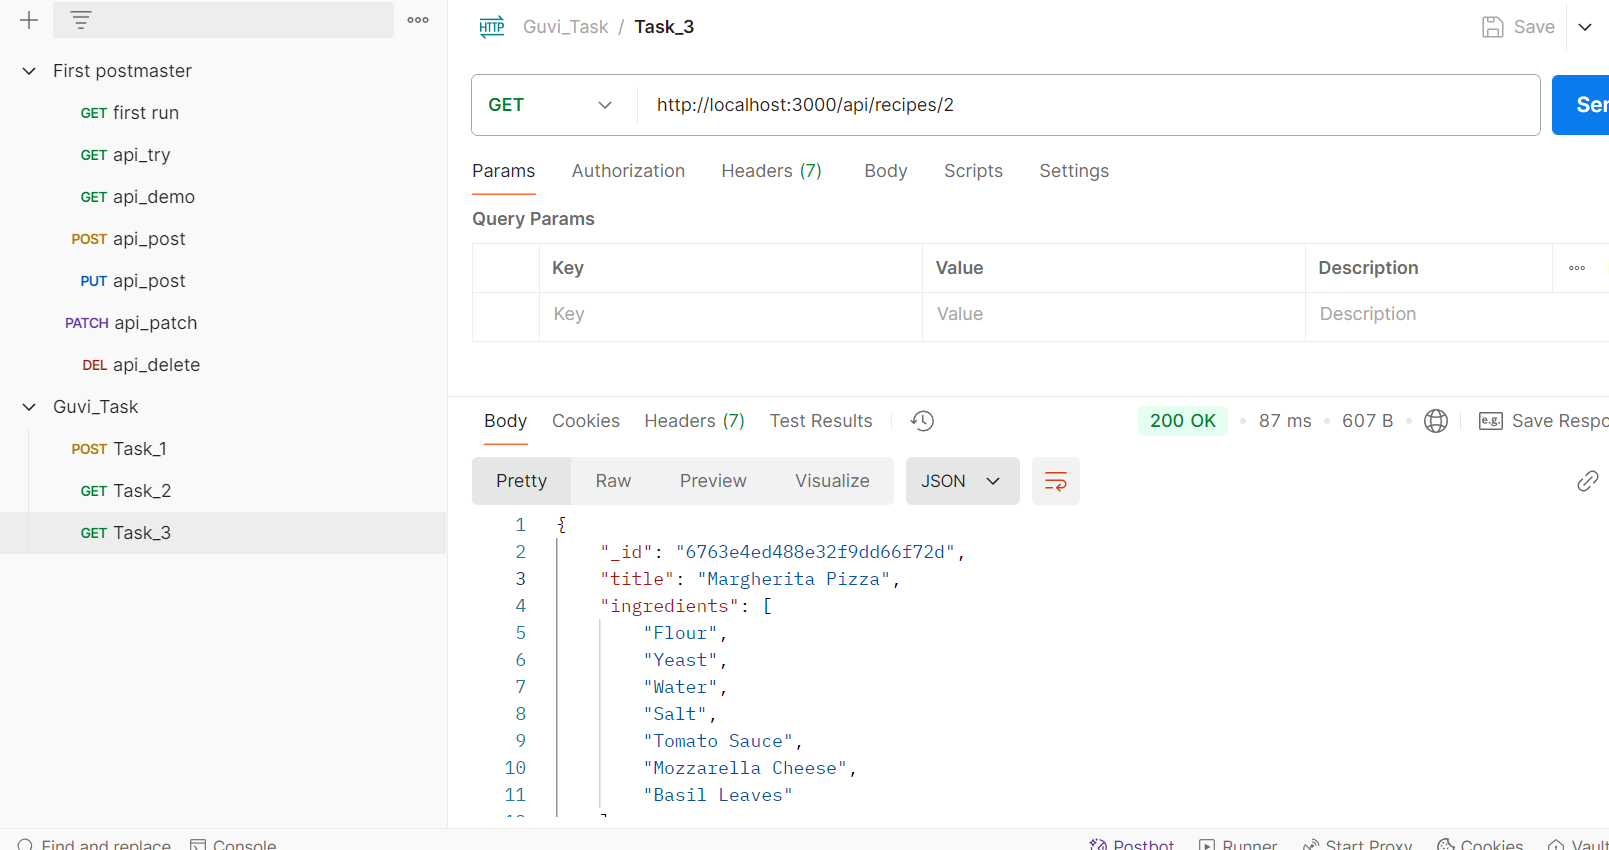 HTTP Guvi_Task / Task_3 Save
First postmaster
GET first run
GET api_try
GET api_demo
POST api_post
PUT api_post
PATCH api_patch
DEL api_delete
Guvi_Task
POST Task_1
GET Task_2
GET Task_3
GET http://localhost:3000/api/recipes/2
Params Authorization Headers (7) Body Scripts Settings
Query Params
Key Value Description
Key Value Description
Body Cookies Headers (7) Test Results 200 OK 87 ms 607 B e.g. Save Respo
Pretty Raw Preview Visualize JSON
1 {
2 "_id": "6763e4ed488e32f9dd66f72d",
3 "title": "Margherita Pizza",
4 "ingredients": [
5 "Flour",
6 "Yeast",
7 "Water",
8 "Salt",
9 "Tomato Sauce",
10 "Mozzarella Cheese",
11 "Basil Leaves"
Find and replace Console Postbot Runner Start Proxy Cookies Vault